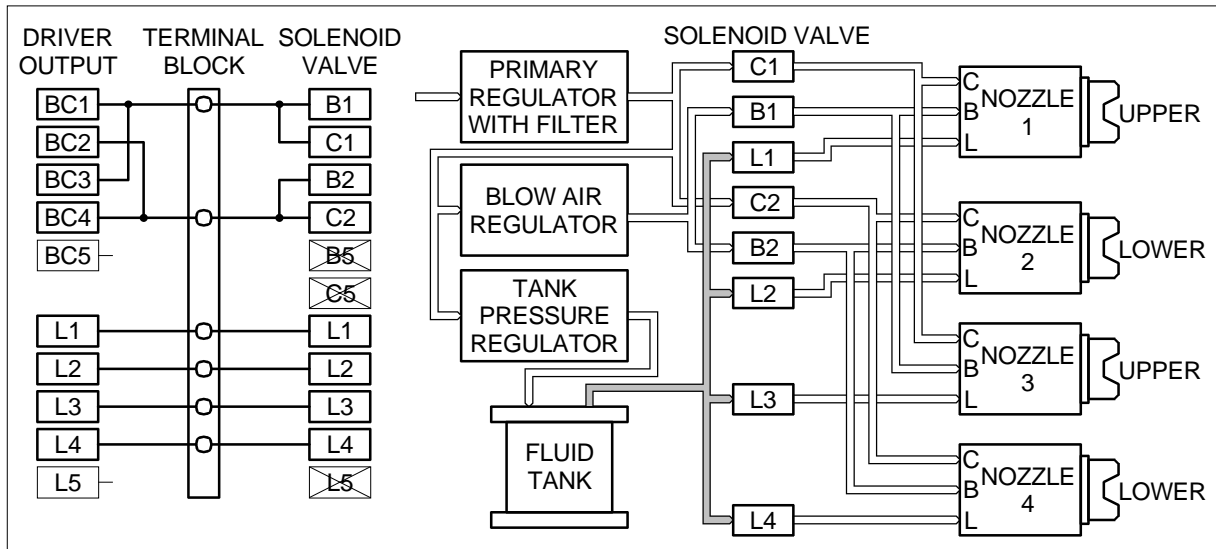 DRIVER
OUTPUT
TERMINAL
BLOCK
SOLENOID
VALVE
BC1
B1
BC2
C1
BC3
B2
BC4
C2
BC5
B5
C5
L1
L1
L2
L2
L3
L3
L4
L4
L5
L5
PRIMARY
REGULATOR
WITH FILTER
BLOW AIR
REGULATOR
TANK
PRESSURE
REGULATOR
FLUID
TANK
SOLENOID VALVE
C1
B1
L1
C2
B2
L2
L3
L4
C
B
L
NOZZLE
1
UPPER
C
B
L
NOZZLE
2
LOWER
C
B
L
NOZZLE
3
UPPER
C
B
L
NOZZLE
4
LOWER